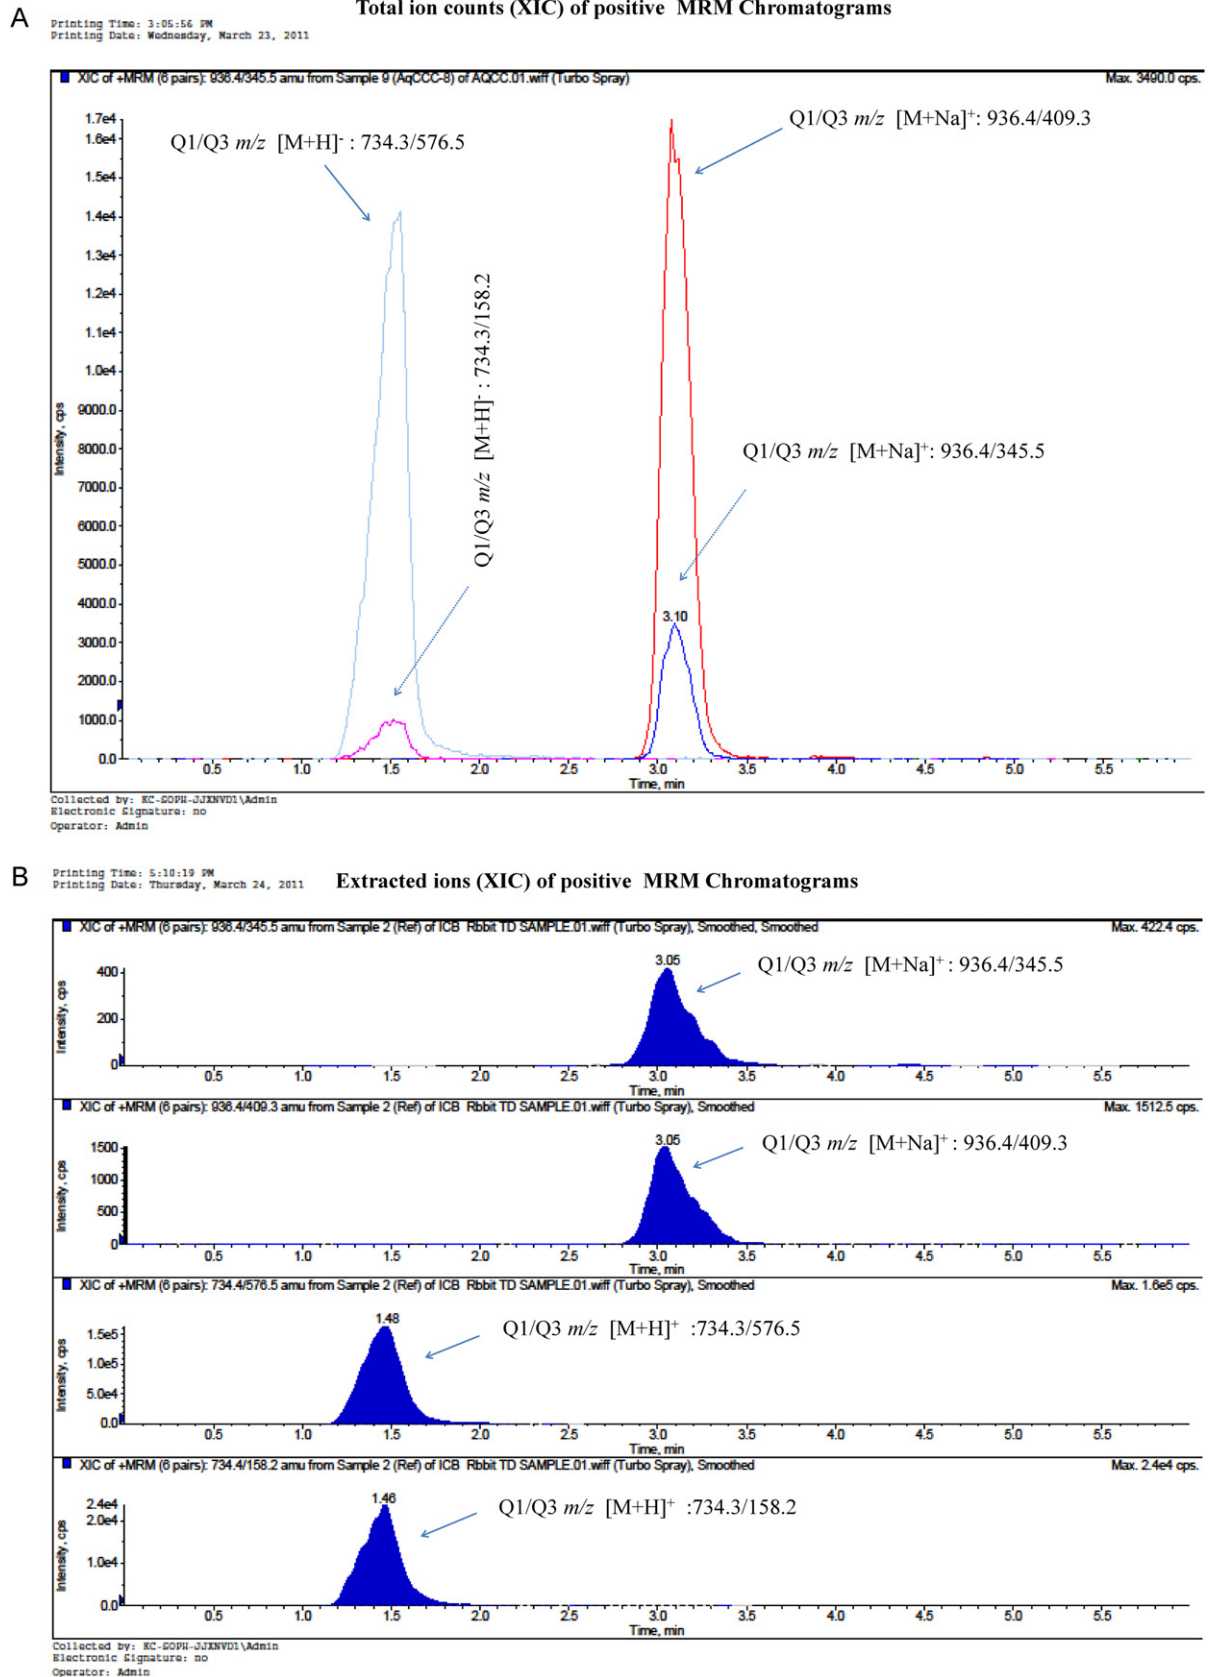 Total ion counts (XIC) of positive MRM Chromatograms
A
Printing Time: 3:05:56 PM
Printing Date: Wednesday, March 23, 2011
XIC of +MRM (6 pairs): 936.4/345.5 amu from Sample 9 (AqCCC-8) of AQCC.01.wiff (Turbo Spray)
Max. 3490.0 cps.
Q1/Q3 m/z [M+H]- : 734.3/576.5
Q1/Q3 m/z [M+Na]+: 936.4/409.3
Q1/Q3 m/z [M+H]- : 734.3/158.2
Q1/Q3 m/z [M+Na]+: 936.4/345.5
3.10
Intensity, cps
1.7e4
1.6e4
1.5e4
1.4e4
1.3e4
1.2e4
1.1e4
1.0e4
9000.0
8000.0
7000.0
6000.0
5000.0
4000.0
3000.0
2000.0
1000.0
0.0
0.5 1.0 1.5 2.0 2.5 3.0 3.5 4.0 4.5 5.0 5.5
Time, min
Collected by: KC-SOPH-JJXNVD1\Admin
Electronic Signature: no
Operator: Admin
B
Printing Time: 5:10:19 PM
Printing Date: Thursday, March 24, 2011
Extracted ions (XIC) of positive MRM Chromatograms
XIC of +MRM (6 pairs): 936.4/345.5 amu from Sample 2 (Ref) of ICB Rbbit TD SAMPLE.01.wiff (Turbo Spray), Smoothed, Smoothed
Max. 422.4 cps.
3.05
Q1/Q3 m/z [M+Na]+ : 936.4/345.5
Intensity, cps
400
200
0
0.5 1.0 1.5 2.0 2.5 3.0 3.5 4.0 4.5 5.0 5.5
Time, min
XIC of +MRM (6 pairs): 936.4/409.3 amu from Sample 2 (Ref) of ICB Rbbit TD SAMPLE.01.wiff (Turbo Spray), Smoothed
Max. 1512.5 cps.
3.05
Q1/Q3 m/z [M+Na]+ : 936.4/409.3
Intensity, cps
1500
1000
500
0
0.5 1.0 1.5 2.0 2.5 3.0 3.5 4.0 4.5 5.0 5.5
Time, min
XIC of +MRM (6 pairs): 734.4/576.5 amu from Sample 2 (Ref) of ICB Rbbit TD SAMPLE.01.wiff (Turbo Spray), Smoothed
Max. 1.6e5 cps.
1.48
Q1/Q3 m/z [M+H]+ :734.3/576.5
Intensity, cps
1.5e5
1.0e5
5.0e4
0.0
0.5 1.0 1.5 2.0 2.5 3.0 3.5 4.0 4.5 5.0 5.5
Time, min
XIC of +MRM (6 pairs): 734.4/158.2 amu from Sample 2 (Ref) of ICB Rbbit TD SAMPLE.01.wiff (Turbo Spray), Smoothed
Max. 2.4e4 cps.
1.46
Q1/Q3 m/z [M+H]+ :734.3/158.2
Intensity, cps
2.4e4
2.0e4
1.0e4
0.0
0.5 1.0 1.5 2.0 2.5 3.0 3.5 4.0 4.5 5.0 5.5
Time, min
Collected by: KC-SOPH-JJXNVD1\Admin
Electronic Signature: no
Operator: Admin